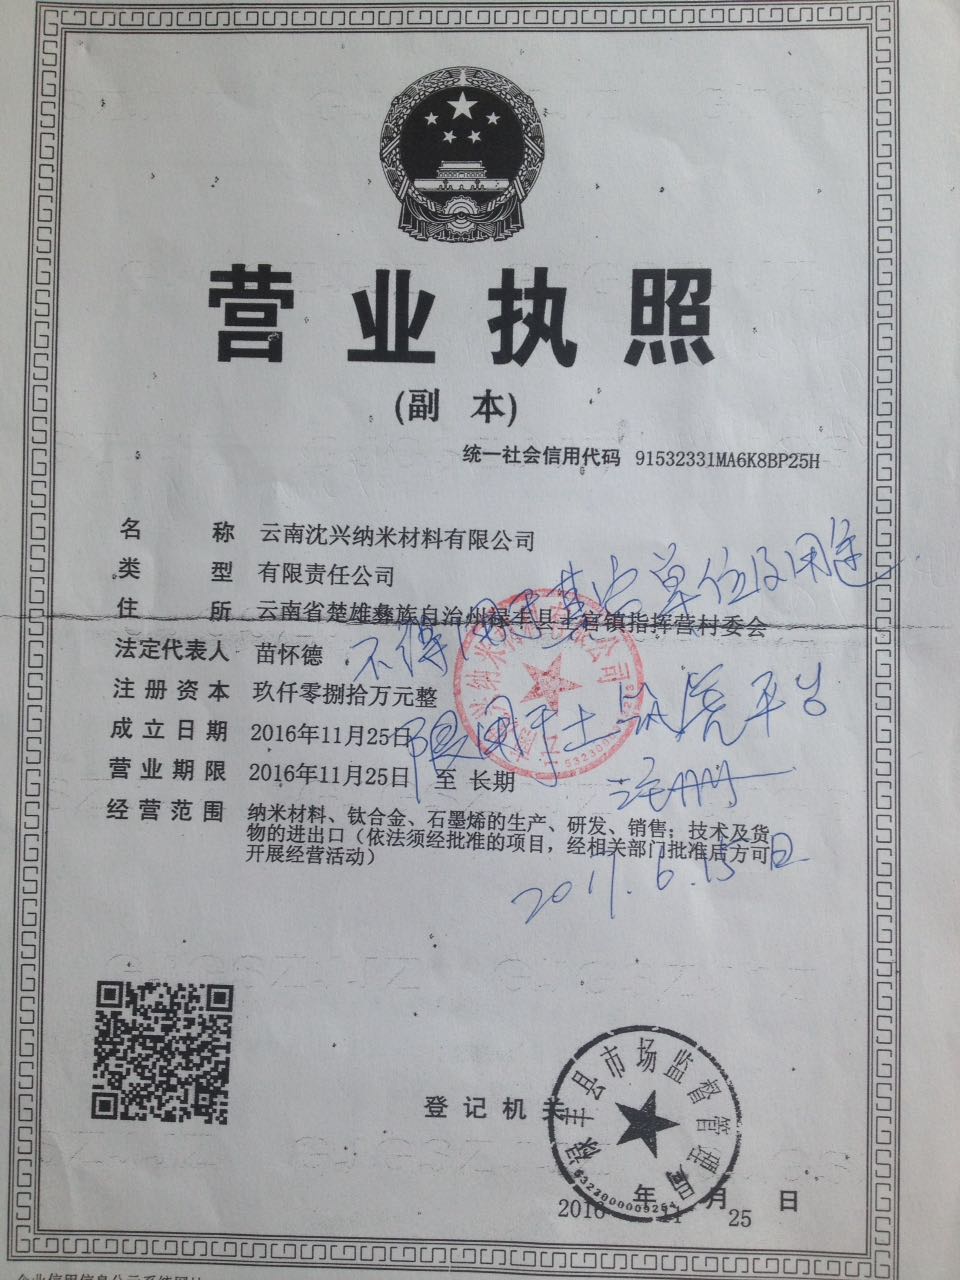 营业执照
(副 本)
统一社会信用代码 91532331MA6K8BP25H
名 称 云南沈兴纳米材料有限公司
类 型 有限责任公司
住 所 云南省楚雄彝族自治州禄丰县土官镇指挥营村委会
法定代表人 苗怀德
注册资本 玖仟零捌拾万元整
成立日期 2016年11月25日
营业期限 2016年11月25日 至 长期
经营范围 纳米材料、钛合金、石墨烯的生产、研发、销售；技术及货
物的进出口（依法须经批准的项目，经相关部门批准后方可
开展经营活动）
不得用于其它单位及用途
限用于土 平台
注册
2017.6.15日
登记机关
禄丰县市场监督管理局
5323000009254
2016 年 11 月 25 日